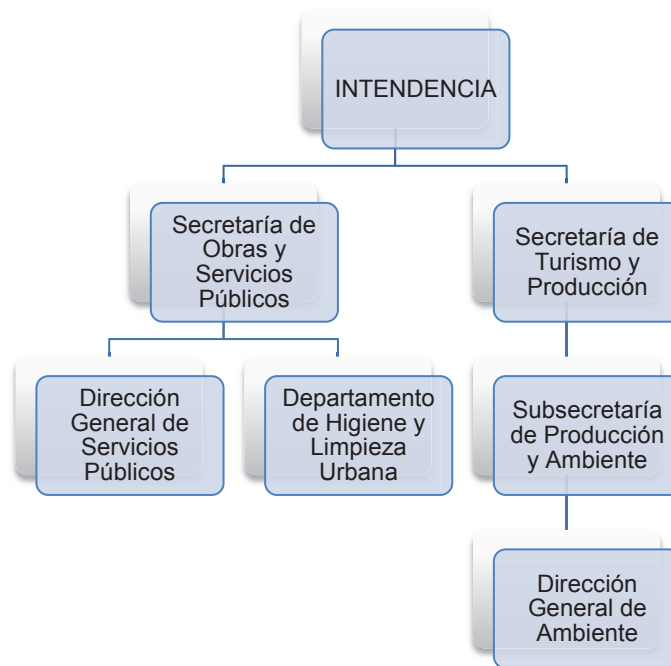 INTENDENCIA
Secretaría de
Obras y
Servicios
Públicos
Secretaría de
Turismo y
Producción
Dirección
General de
Servicios
Públicos
Departamento
de Higiene y
Limpieza
Urbana
Subsecretaría
de Producción
y Ambiente
Dirección
General de
Ambiente